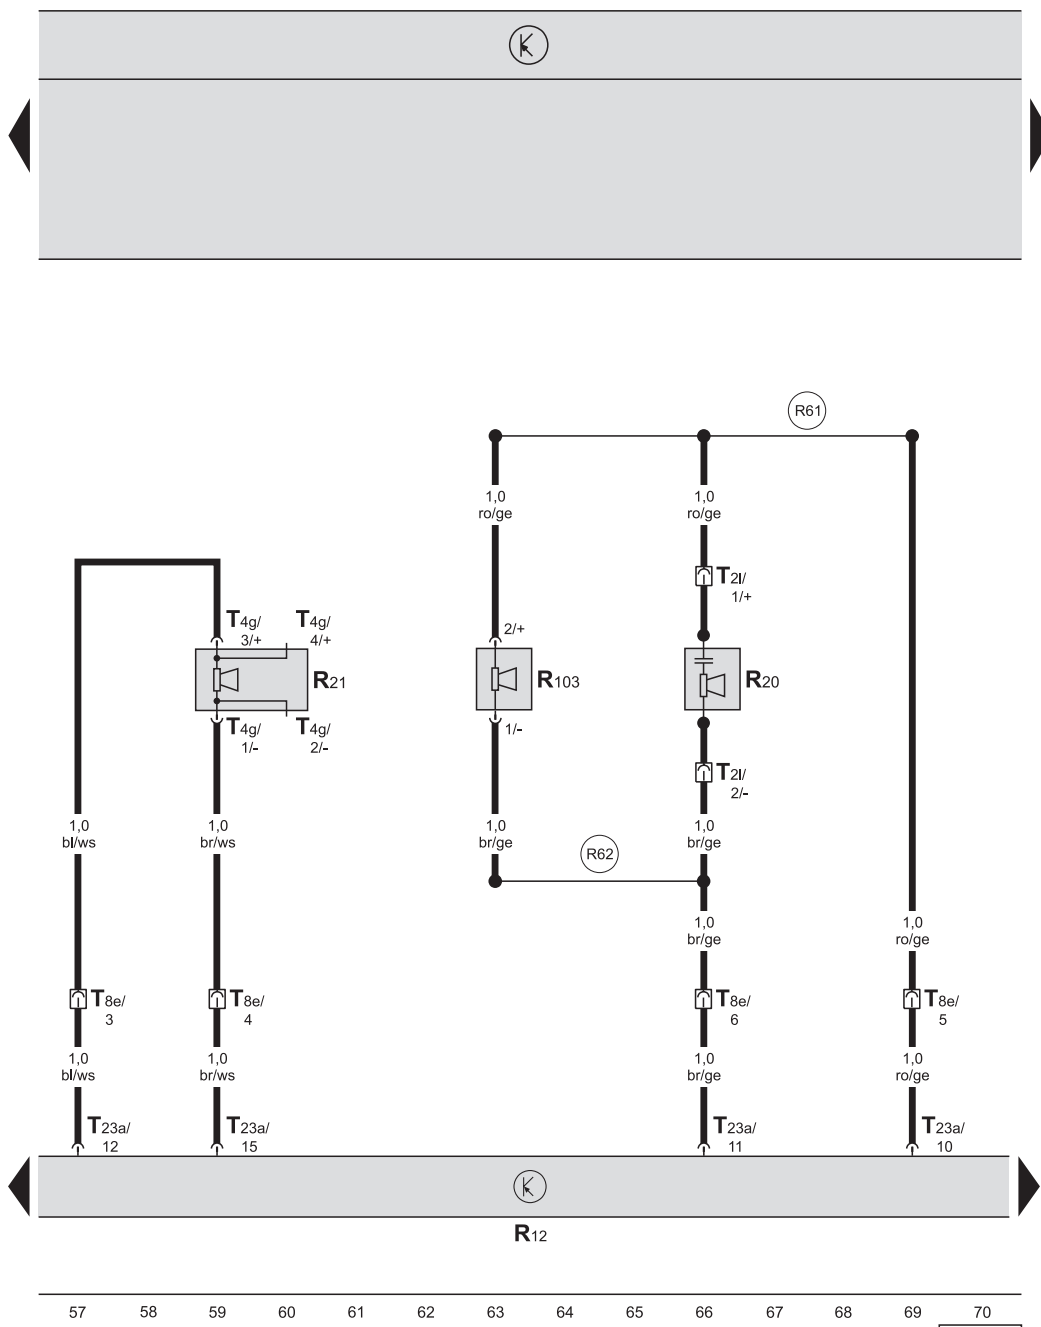 R61
1,0
ro/ge
1,0
ro/ge
T2l/
1/+
T4g/
3/+
T4g/
4/+
2/+
R21
R103
R20
T4g/
1/-
T4g/
2/-
1/-
T2l/
2/-
1,0
bl/ws
1,0
br/ws
1,0
br/ge
R62
1,0
br/ge
1,0
br/ge
1,0
ro/ge
T8e/
3
T8e/
4
T8e/
6
T8e/
5
1,0
bl/ws
1,0
br/ws
1,0
br/ge
1,0
ro/ge
T23a/
12
T23a/
15
T23a/
11
T23a/
10
R12
57 58 59 60 61 62 63 64 65 66 67 68 69 70